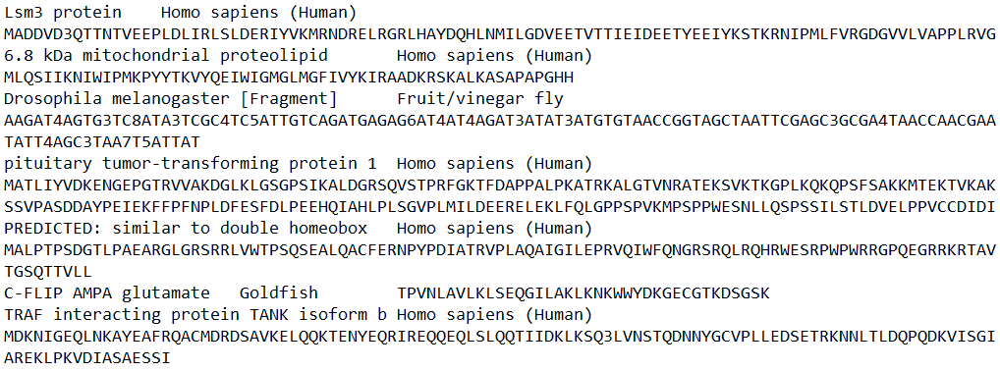 Lsm3 protein Homo sapiens (Human)
MADDVD3QTTNTVEEPLDLIRLSLDERIYVKMRNDRELRGRLHAYDQHLNMILGDVEETVTTIEIDEETYEEIYKSTKRNIPMLFVRGDGVVLVAPPLRVG
6.8 kDa mitochondrial proteolipid Homo sapiens (Human)
MLQSIIKNIWIPMKPYYTKVYQEIWIGMGLMGFIVYKIRAADKRSKALKASAPAPGHH
Drosophila melanogaster [Fragment] Fruit/vinegar fly
AAGAT4AGTG3TC8ATA3TCGC4TC5ATTGTCAGATGAGAG6AT4AT4AGAT3ATAT3ATGTGTAACCGGTAGCTAATTCGAGC3GCGA4TAACCAACGAA
TATT4AGC3TAA7T5ATTAT
pituitary tumor-transforming protein 1 Homo sapiens (Human)
MATLIYVDKENGEPGTRVVAKDGLKLGSGPSIKALDGRSQVSTPRFGKTFDAPPALPKATRKALGTVNRATEKSVKTKGPLKQKQPSFSAKKMTEKTVKAK
SSVPASDDAYPEIEKFFPFNPLDFESFDLPEEHQIAHLPLSGVPLMILDEERELEKLFQLGPPSPVKMPSPPWESNLLQSPSSILSTLDVELPPVCCDIDI
PREDICTED: similar to double homeobox Homo sapiens (Human)
MALPTPSDGTLPAEARGLGRSRRLVWTPSQSEALQACFERNPYPDIATRVPLAQAIGILEPRVQIWFQNGRSRQLRQHRWESRPWPWRRGPQEGRRKRTAV
TGSQTTVLL
C-FLIP AMPA glutamate Goldfish TPVNLAVLKLSEQGILAKLKNKWWYDKGECGTKDSGSK
TRAF interacting protein TANK isoform b Homo sapiens (Human)
MDKNIGEQLNKAYEAFRQACMDRDSAVKELQQKTENYEQRIREQQEQLSLQQTIIDKLKSQ3LVNSTQDNNYGCVPLLEDSETRKNNLTLDQPQDKVISGI
AREKLPKVDIASAESSI